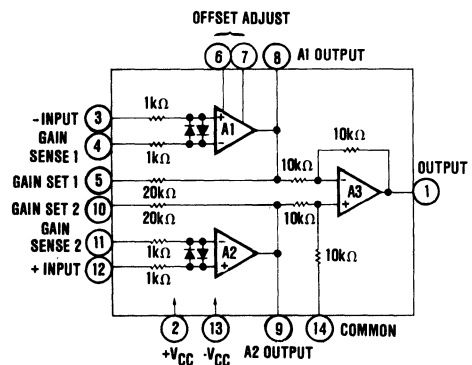 OFFSET ADJUST
6 7 8 A1 OUTPUT
-INPUT 3 1kΩ + A1
GAIN SENSE 1 4 1kΩ −
10kΩ
GAIN SET 1 5 20kΩ 10kΩ − A3 OUTPUT 1
GAIN SET 2 10 20kΩ 10kΩ +
GAIN SENSE 2 11 1kΩ − A2
+ INPUT 12 1kΩ +
10kΩ
2 13 9 14 COMMON
+VCC -VCC A2 OUTPUT